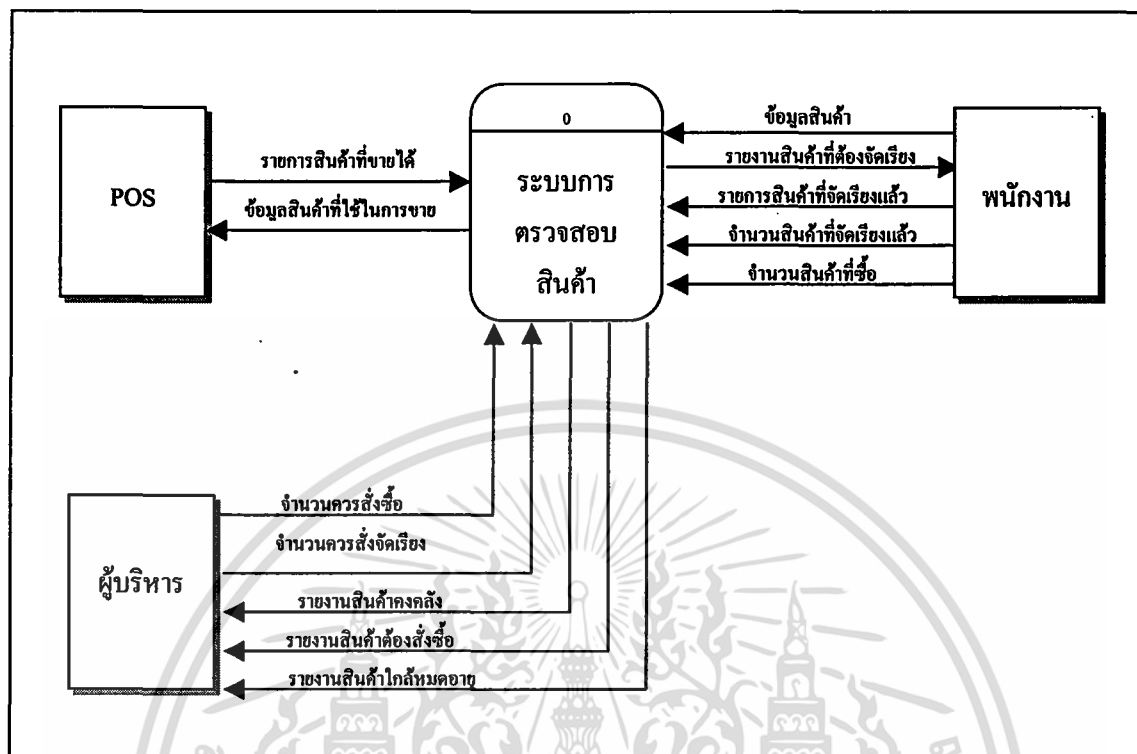 POS
รายการสินค้าที่ขายได้
ข้อมูลสินค้าที่ใช้ในการขาย
0
ระบบการ
ตรวจสอบ
สินค้า
ข้อมูลสินค้า
รายงานสินค้าที่ต้องจัดเรียง
รายการสินค้าที่จัดเรียงแล้ว
จำนวนสินค้าที่จัดเรียงแล้ว
จำนวนสินค้าที่ซื้อ
พนักงาน
ผู้บริหาร
จำนวนควรสั่งซื้อ
จำนวนควรสั่งจัดเรียง
รายงานสินค้าคงคลัง
รายงานสินค้าต้องสั่งซื้อ
รายงานสินค้าใกล้หมดอายุ